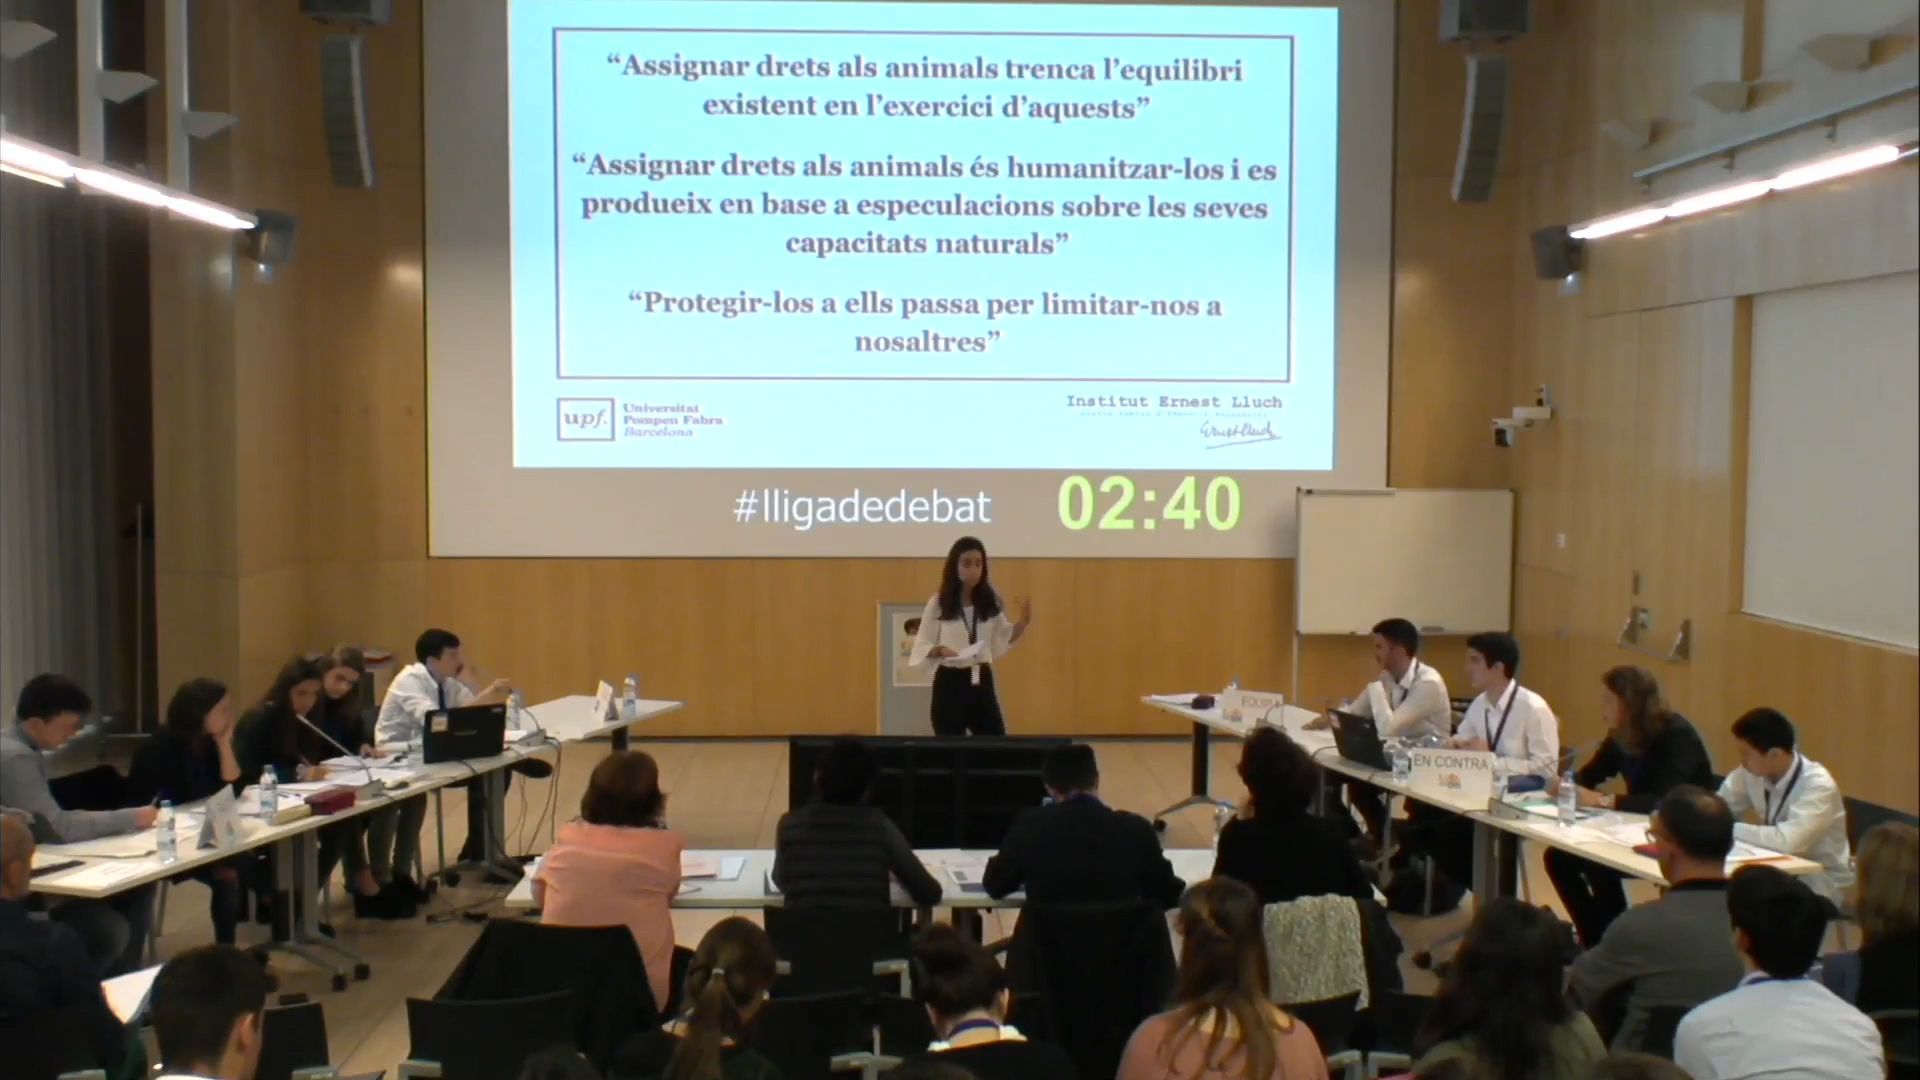 “Assignar drets als animals trenca l’equilibri
existent en l’exercici d’aquests”
“Assignar drets als animals és humanitzar-los i es
produeix en base a especulacions sobre les seves
capacitats naturals”
“Protegir-los a ells passa per limitar-nos a
nosaltres”
upf.
Universitat
Pompeu Fabra
Barcelona
Institut Ernest Lluch
#lligadedebat
02:40
EQUIP
EN CONTRA